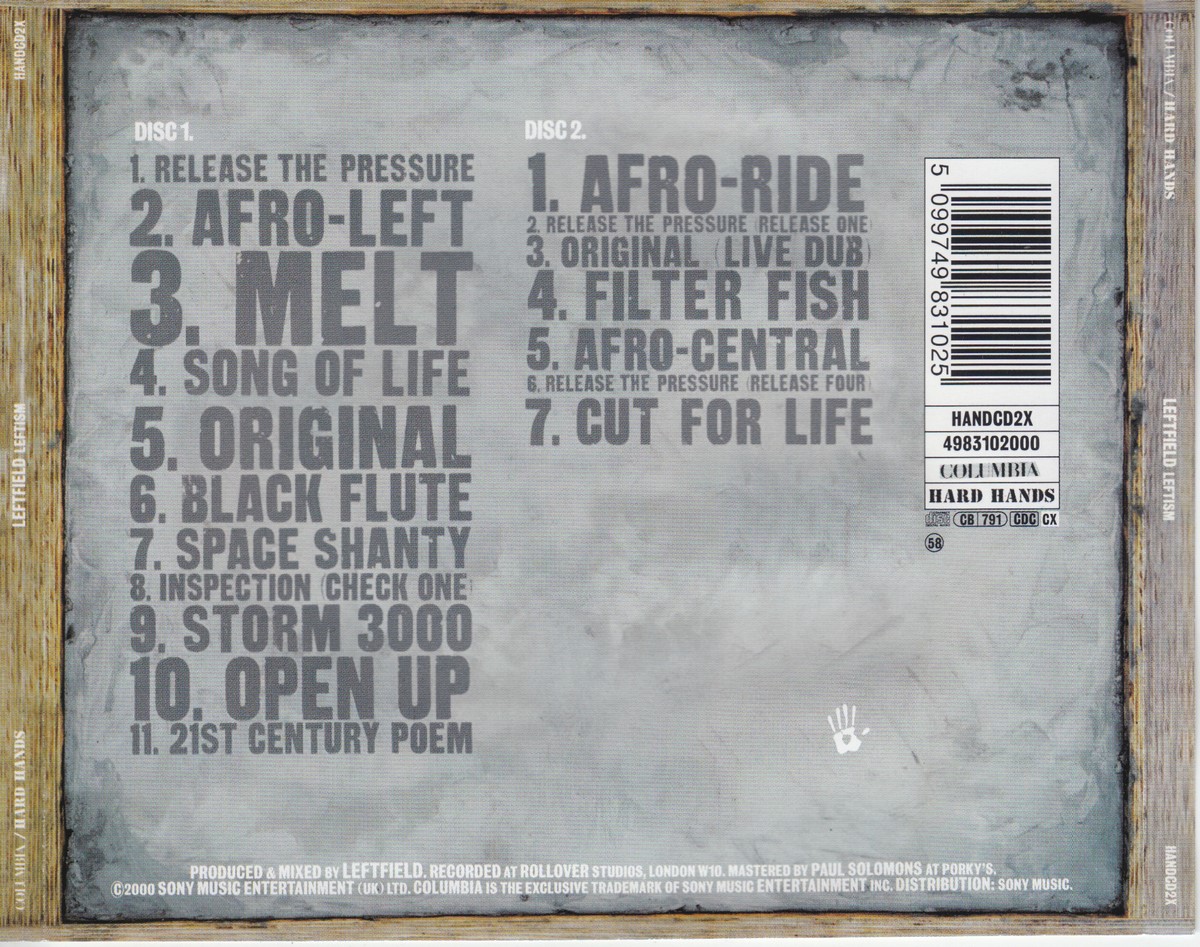 HANDCD2X
LEFTFIELD LEFTISM
COLUMBIA / HARD HANDS
DISC 1.
1. RELEASE THE PRESSURE
2. AFRO-LEFT
3. MELT
4. SONG OF LIFE
5. ORIGINAL
6. BLACK FLUTE
7. SPACE SHANTY
8. INSPECTION (CHECK ONE)
9. STORM 3000
10. OPEN UP
11. 21ST CENTURY POEM
DISC 2.
1. AFRO-RIDE
2. RELEASE THE PRESSURE (RELEASE ONE)
3. ORIGINAL (LIVE DUB)
4. FILTER FISH
5. AFRO-CENTRAL
6. RELEASE THE PRESSURE (RELEASE FOUR)
7. CUT FOR LIFE
5 099749 831025
HANDCD2X
4983102000
COLUMBIA
HARD HANDS
CB 791 CDC CX
58
PRODUCED & MIXED BY LEFTFIELD. RECORDED AT ROLLOVER STUDIOS, LONDON W10. MASTERED BY PAUL SOLOMONS AT PORKY'S,
©2000 SONY MUSIC ENTERTAINMENT (UK) LTD. COLUMBIA IS THE EXCLUSIVE TRADEMARK OF SONY MUSIC ENTERTAINMENT INC. DISTRIBUTION: SONY MUSIC.
COLUMBIA / HARD HANDS
LEFTFIELD LEFTISM
HANDCD2X